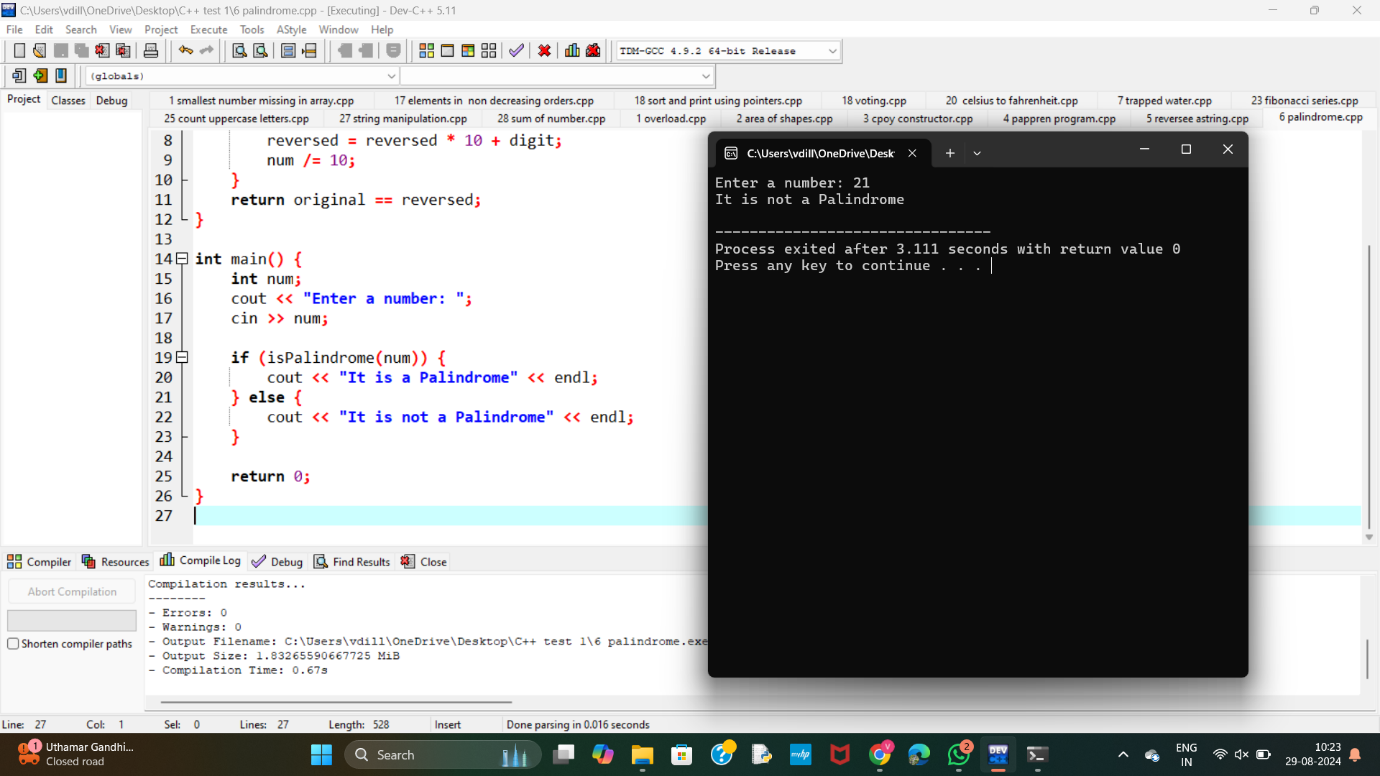 C:\Users\vdill\OneDrive\Desktop\C++ test 1\6 palindrome.cpp - [Executing] - Dev-C++ 5.11
File Edit Search View Project Execute Tools AStyle Window Help
TDM-GCC 4.9.2 64-bit Release
(globals)
Project Classes Debug
1 smallest number missing in array.cpp 17 elements in non decreasing orders.cpp 18 sort and print using pointers.cpp 18 voting.cpp 20 celsius to fahrenheit.cpp 7 trapped water.cpp 23 fibonacci series.cpp
25 count uppercase letters.cpp 27 string manipulation.cpp 28 sum of number.cpp 1 overload.cpp 2 area of shapes.cpp 3 cpoy constructor.cpp 4 pappren program.cpp 5 reversee astring.cpp 6 palindrome.cpp
8 reversed = reversed * 10 + digit;
9 num /= 10;
10 }
11 return original == reversed;
12 }
13
14 int main() {
15 int num;
16 cout << "Enter a number: ";
17 cin >> num;
18
19 if (isPalindrome(num)) {
20 cout << "It is a Palindrome" << endl;
21 } else {
22 cout << "It is not a Palindrome" << endl;
23 }
24
25 return 0;
26 }
27
C:\Users\vdill\OneDrive\Desk
Enter a number: 21
It is not a Palindrome
--------------------------------
Process exited after 3.111 seconds with return value 0
Press any key to continue . . .
Compiler Resources Compile Log Debug Find Results Close
Abort Compilation
Shorten compiler paths
Compilation results...
--------
- Errors: 0
- Warnings: 0
- Output Filename: C:\Users\vdill\OneDrive\Desktop\C++ test 1\6 palindrome.exe
- Output Size: 1.83265590667725 MiB
- Compilation Time: 0.67s
Line: 27 Col: 1 Sel: 0 Lines: 27 Length: 528 Insert Done parsing in 0.016 seconds
1
Uthamar Gandhi...
Closed road
Search
myhp
V
2
DEV
ENG
IN
10:23
29-08-2024